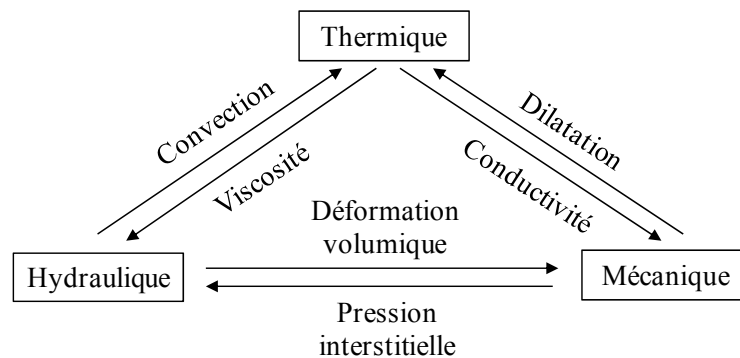 Thermique
Convection
Viscosité
Dilatation
Conductivité
Déformation
volumique
Hydraulique
Mécanique
Pression
interstitielle